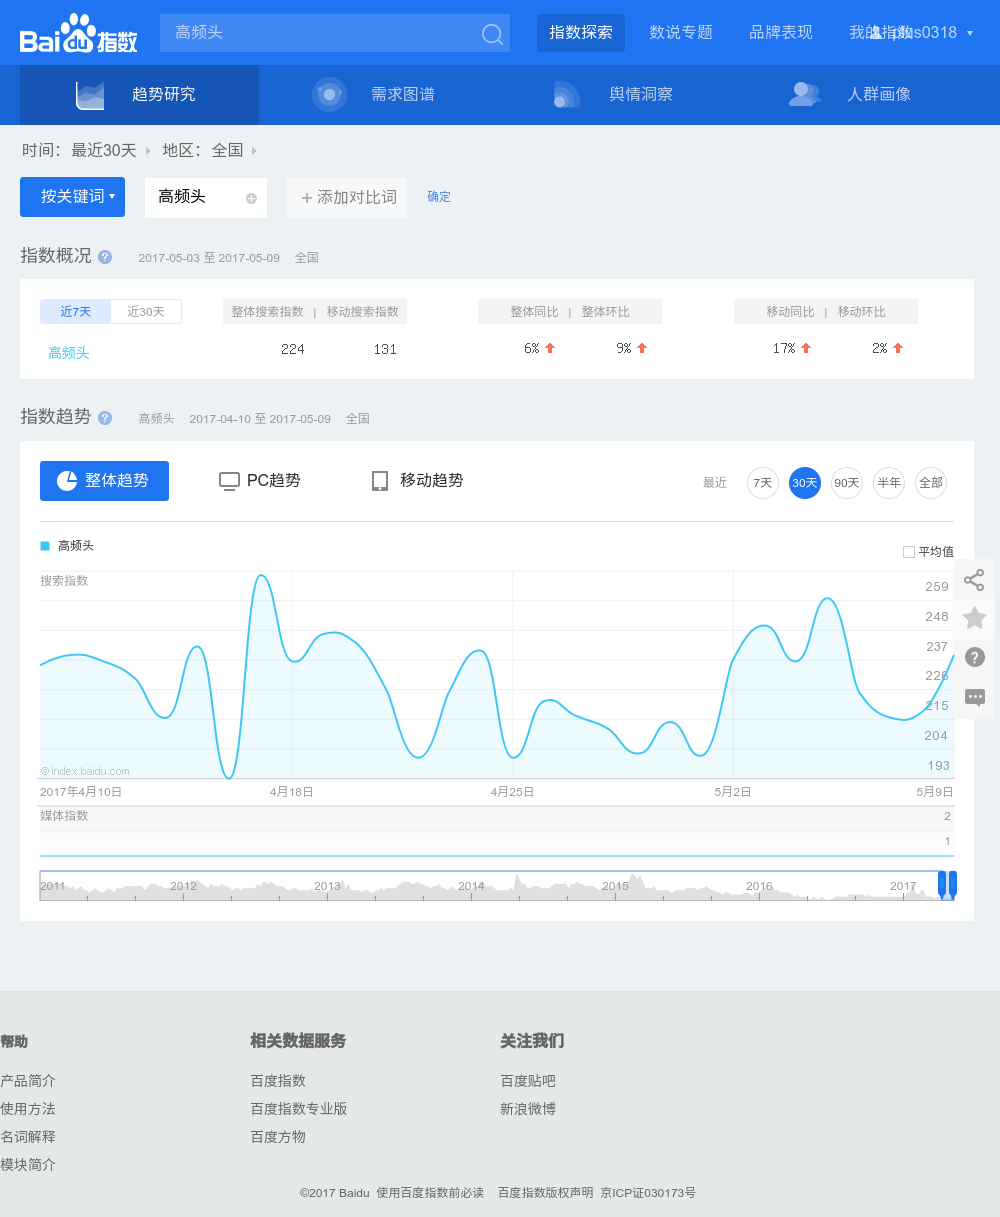 Bai du 指数
高频头
指数探索 数说专题 品牌表现 我的指数
趋势研究 需求图谱 舆情洞察 人群画像
时间: 最近30天 地区: 全国
按关键词 高频头 添加对比词 确定
指数概况 ? 2017-05-03 至 2017-05-09 全国
近7天 近30天 整体搜索指数 | 移动搜索指数 整体同比 | 整体环比 移动同比 | 移动环比
高频头 224 131 6% 9% 17% 2%
指数趋势 ? 高频头 2017-04-10 至 2017-05-09 全国
整体趋势 PC趋势 移动趋势 最近 7天 30天 90天 半年 全部
高频头
平均值
搜索指数
259
248
237
226
215
204
193
©index.baidu.com
2017年4月10日 4月18日 4月25日 5月2日 5月9日
媒体指数
2
1
2011 2012 2013 2014 2015 2016 2017
帮助 相关数据服务 关注我们
产品简介 百度指数 百度贴吧
使用方法 百度指数专业版 新浪微博
名词解释 百度方物
模块简介
©2017 Baidu 使用百度指数前必读 百度指数版权声明 京ICP证030173号